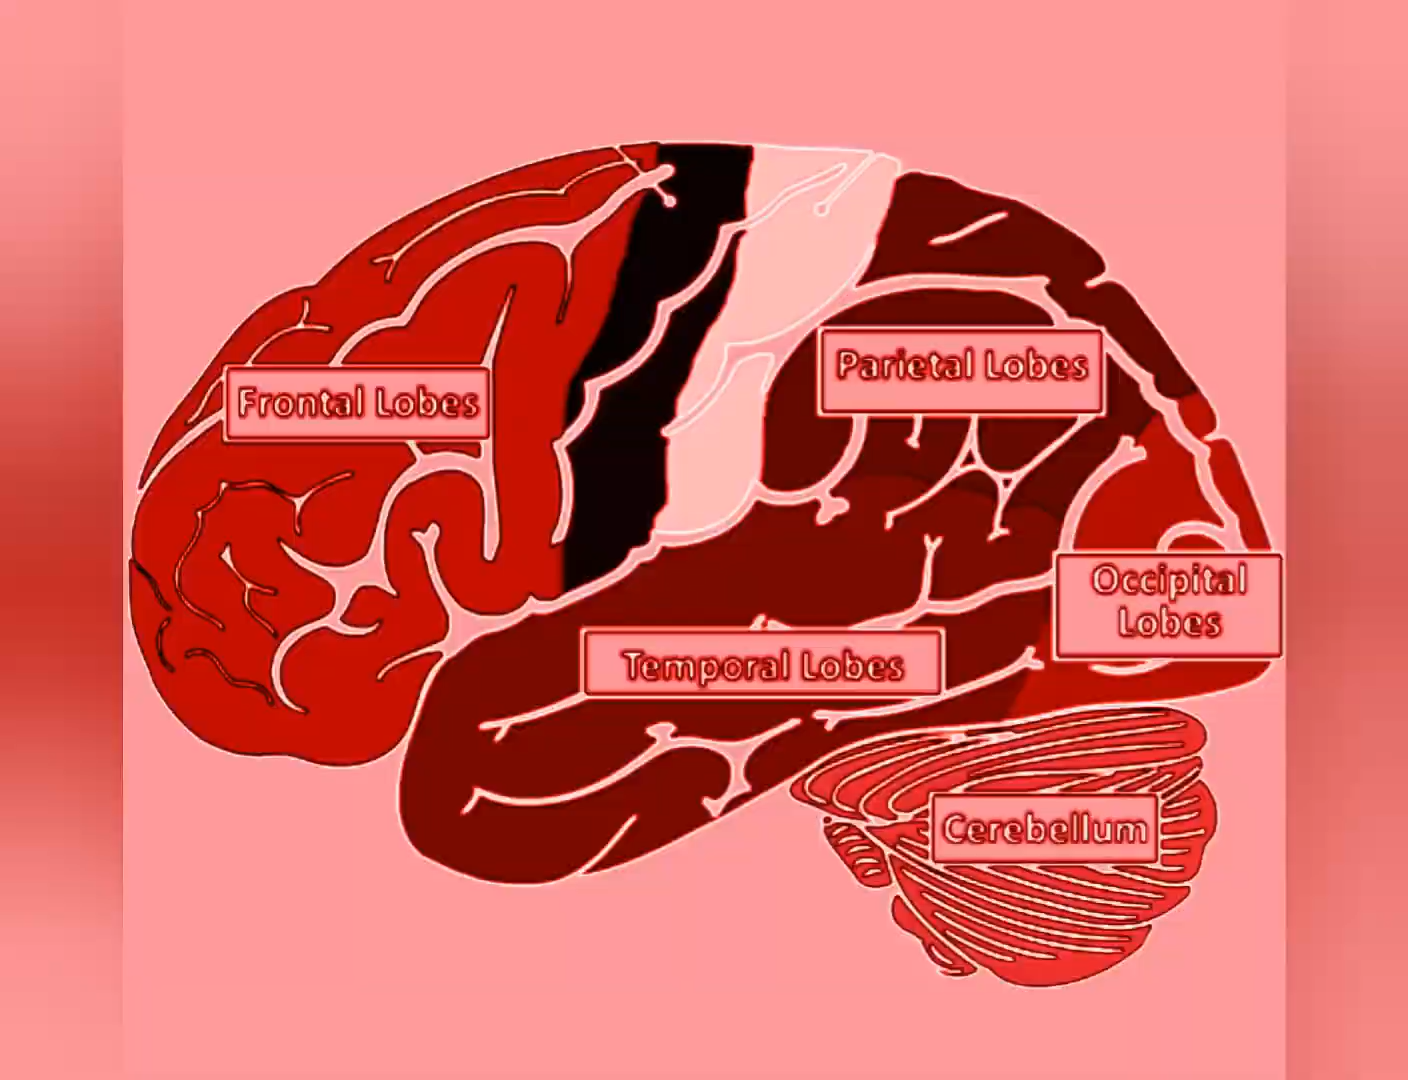 Frontal Lobes
Parietal Lobes
Occipital
Lobes
Temporal Lobes
Cerebellum